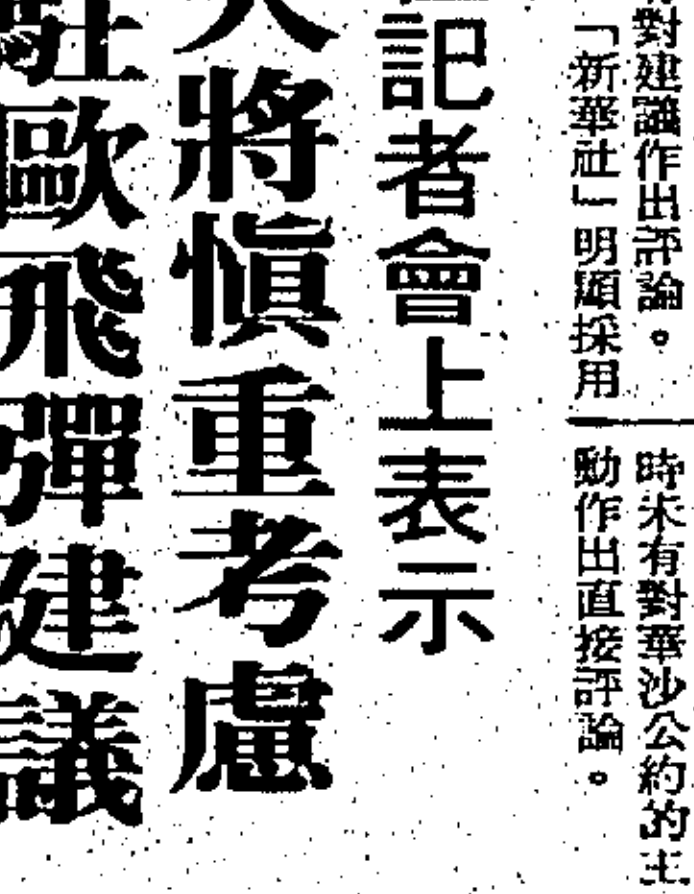 對建議作出評論。
「新華社」明顯採用
時未有對華沙公約的主
動作出直接評論。
記者會上表示
將慎重考慮
駐歐飛彈建議